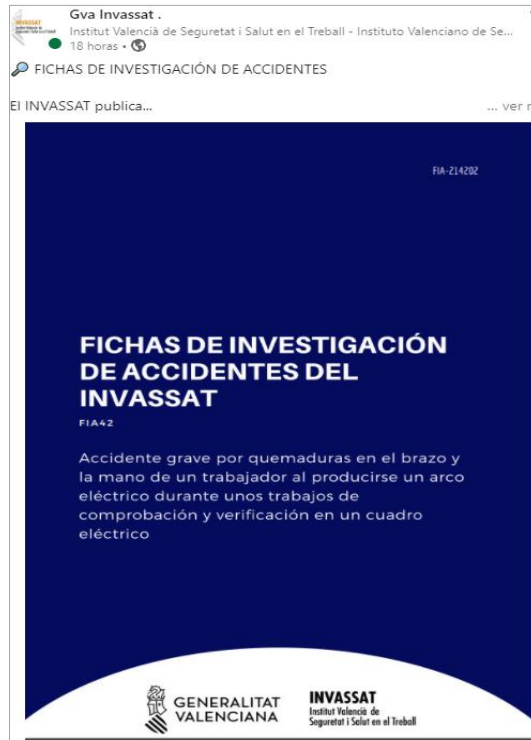 Gva Invassat .
Institut Valencià de Seguretat i Salut en el Treball - Instituto Valenciano de Se...
18 horas •
FICHAS DE INVESTIGACIÓN DE ACCIDENTES
El INVASSAT publica...
... ver
FIA-214202
FICHAS DE INVESTIGACIÓN
DE ACCIDENTES DEL
INVASSAT
FIA42
Accidente grave por quemaduras en el brazo y
la mano de un trabajador al producirse un arco
eléctrico durante unos trabajos de
comprobación y verificación en un cuadro
eléctrico
GENERALITAT
VALENCIANA
INVASSAT
Institut Valencià de
Seguretat i Salut en el Treball